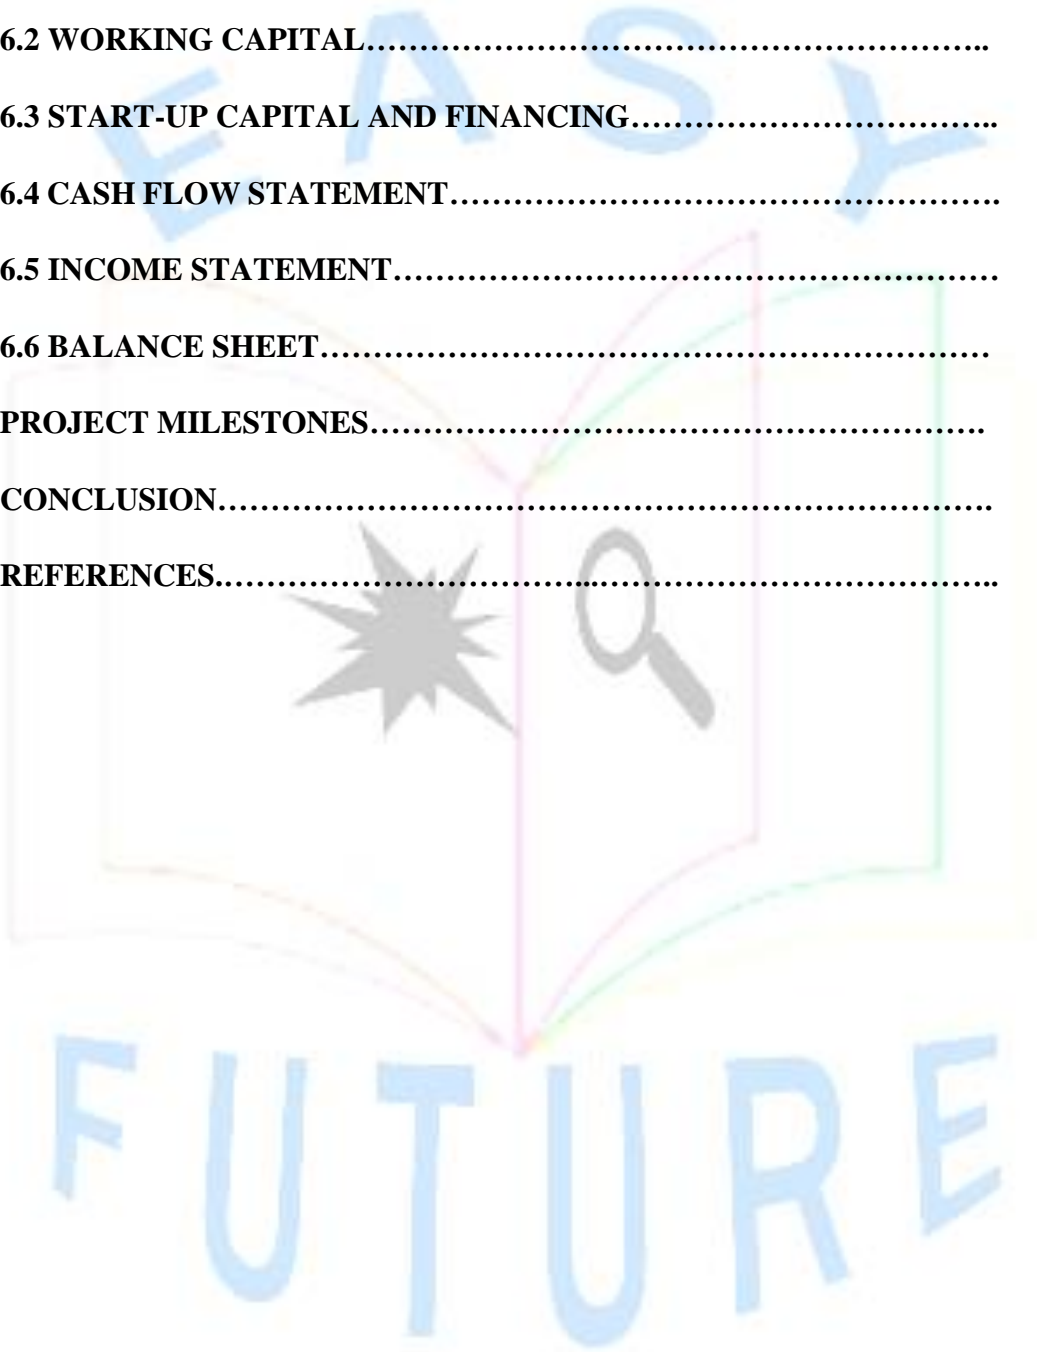 EASY
6.2 WORKING CAPITAL…………………………………………………..
6.3 START-UP CAPITAL AND FINANCING……………………………..
6.4 CASH FLOW STATEMENT…………………………………………….
6.5 INCOME STATEMENT…………………………………………………
6.6 BALANCE SHEET………………………………………………………
PROJECT MILESTONES………………………………………………….
CONCLUSION……………………………………………………………….
REFERENCES.……………………………..………………………………..
FUTURE